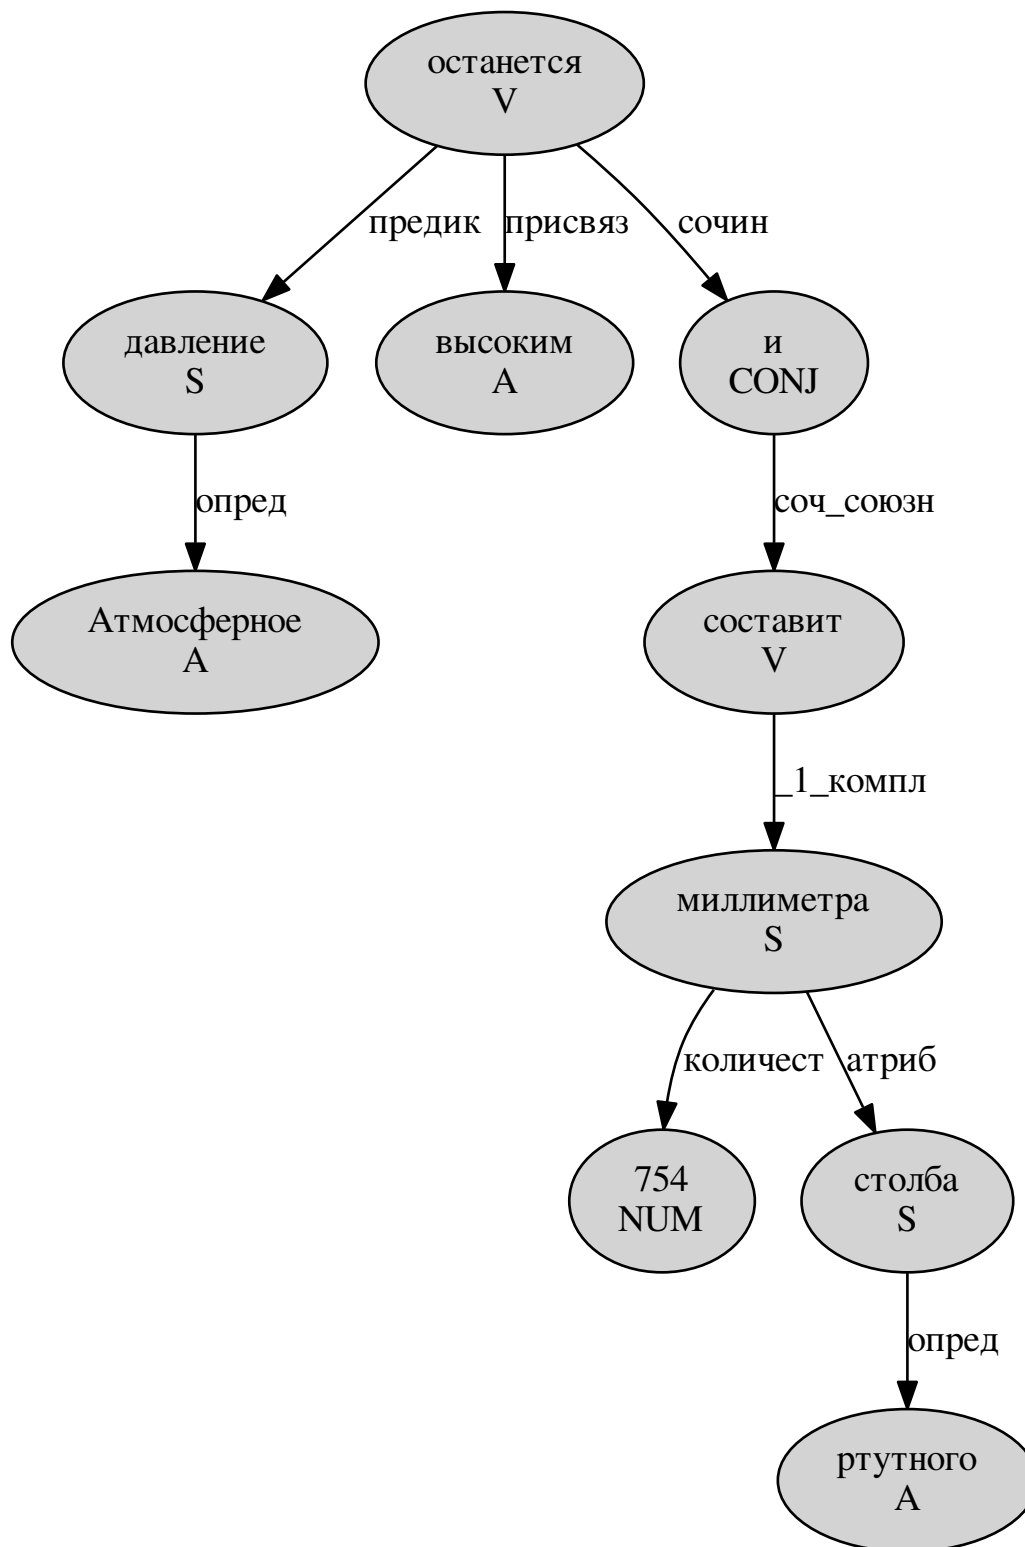 останется
V
предик
присвяз
сочин
давление
S
высоким
A
и
CONJ
опред
соч_союзн
Атмосферное
A
составит
V
_1_компл
миллиметра
S
количест
атриб
754
NUM
столба
S
опред
ртутного
A